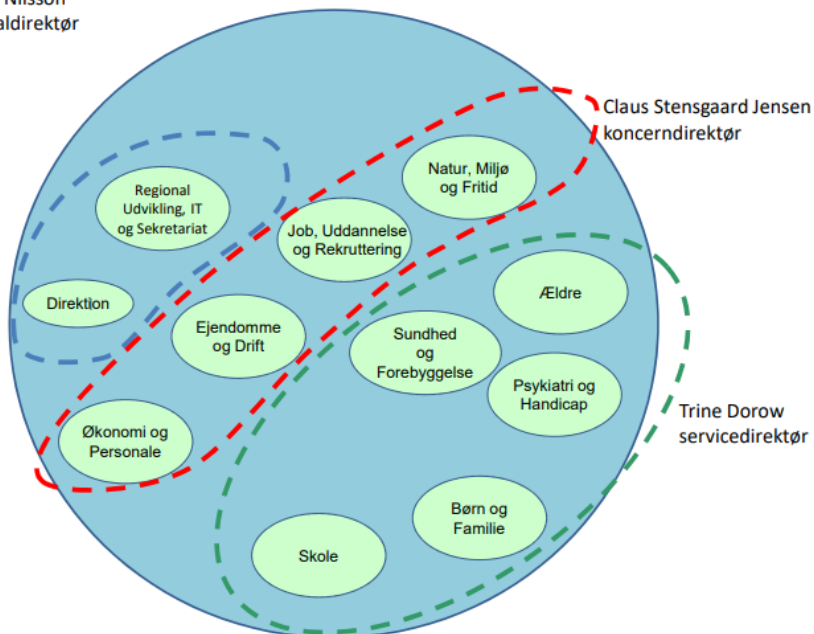 Nilsson
aldirektør
Claus Stensgaard Jensen
koncerndirektør
Natur, Miljø
og Fritid
Regional
Udvikling, IT
og Sekretariat
Job, Uddannelse
og Rekruttering
Direktion
Ældre
Ejendomme
og Drift
Sundhed
og
Forebyggelse
Psykiatri og
Handicap
Trine Dorow
servicedirektør
Økonomi og
Personale
Børn og
Familie
Skole